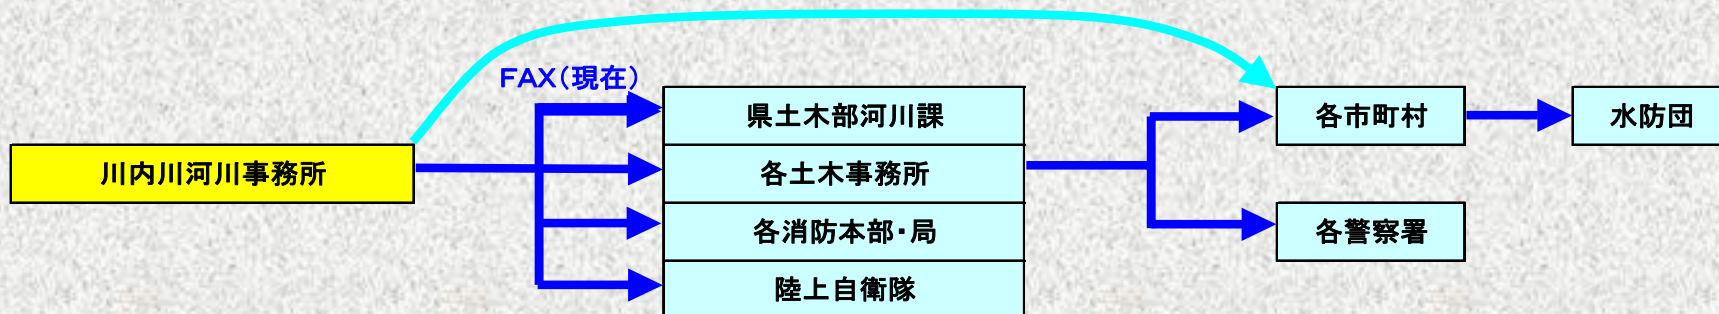 FAX(現在)
川内川河川事務所
県土木部河川課
各土木事務所
各消防本部・局
陸上自衛隊
各市町村
各警察署
水防団